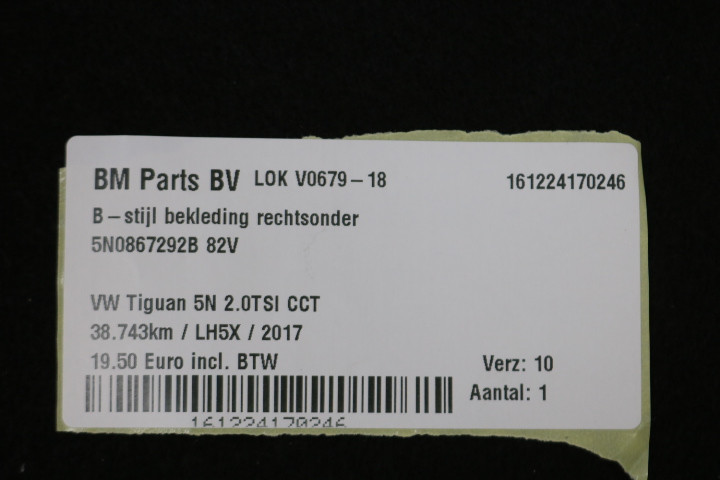 BM Parts BV LOK V0679-18 161224170246
B-stijl bekleding rechtsonder
5N0867292B 82V
VW Tiguan 5N 2.0TSI CCT
38.743km / LH5X / 2017
19.50 Euro incl. BTW Verz: 10
Aantal: 1
161224170246